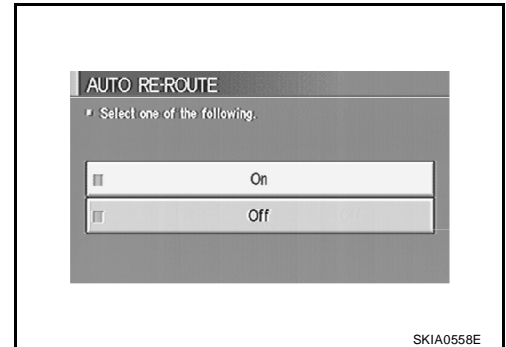 AUTO RE-ROUTE
Select one of the following.
On
Off
SKIA0558E